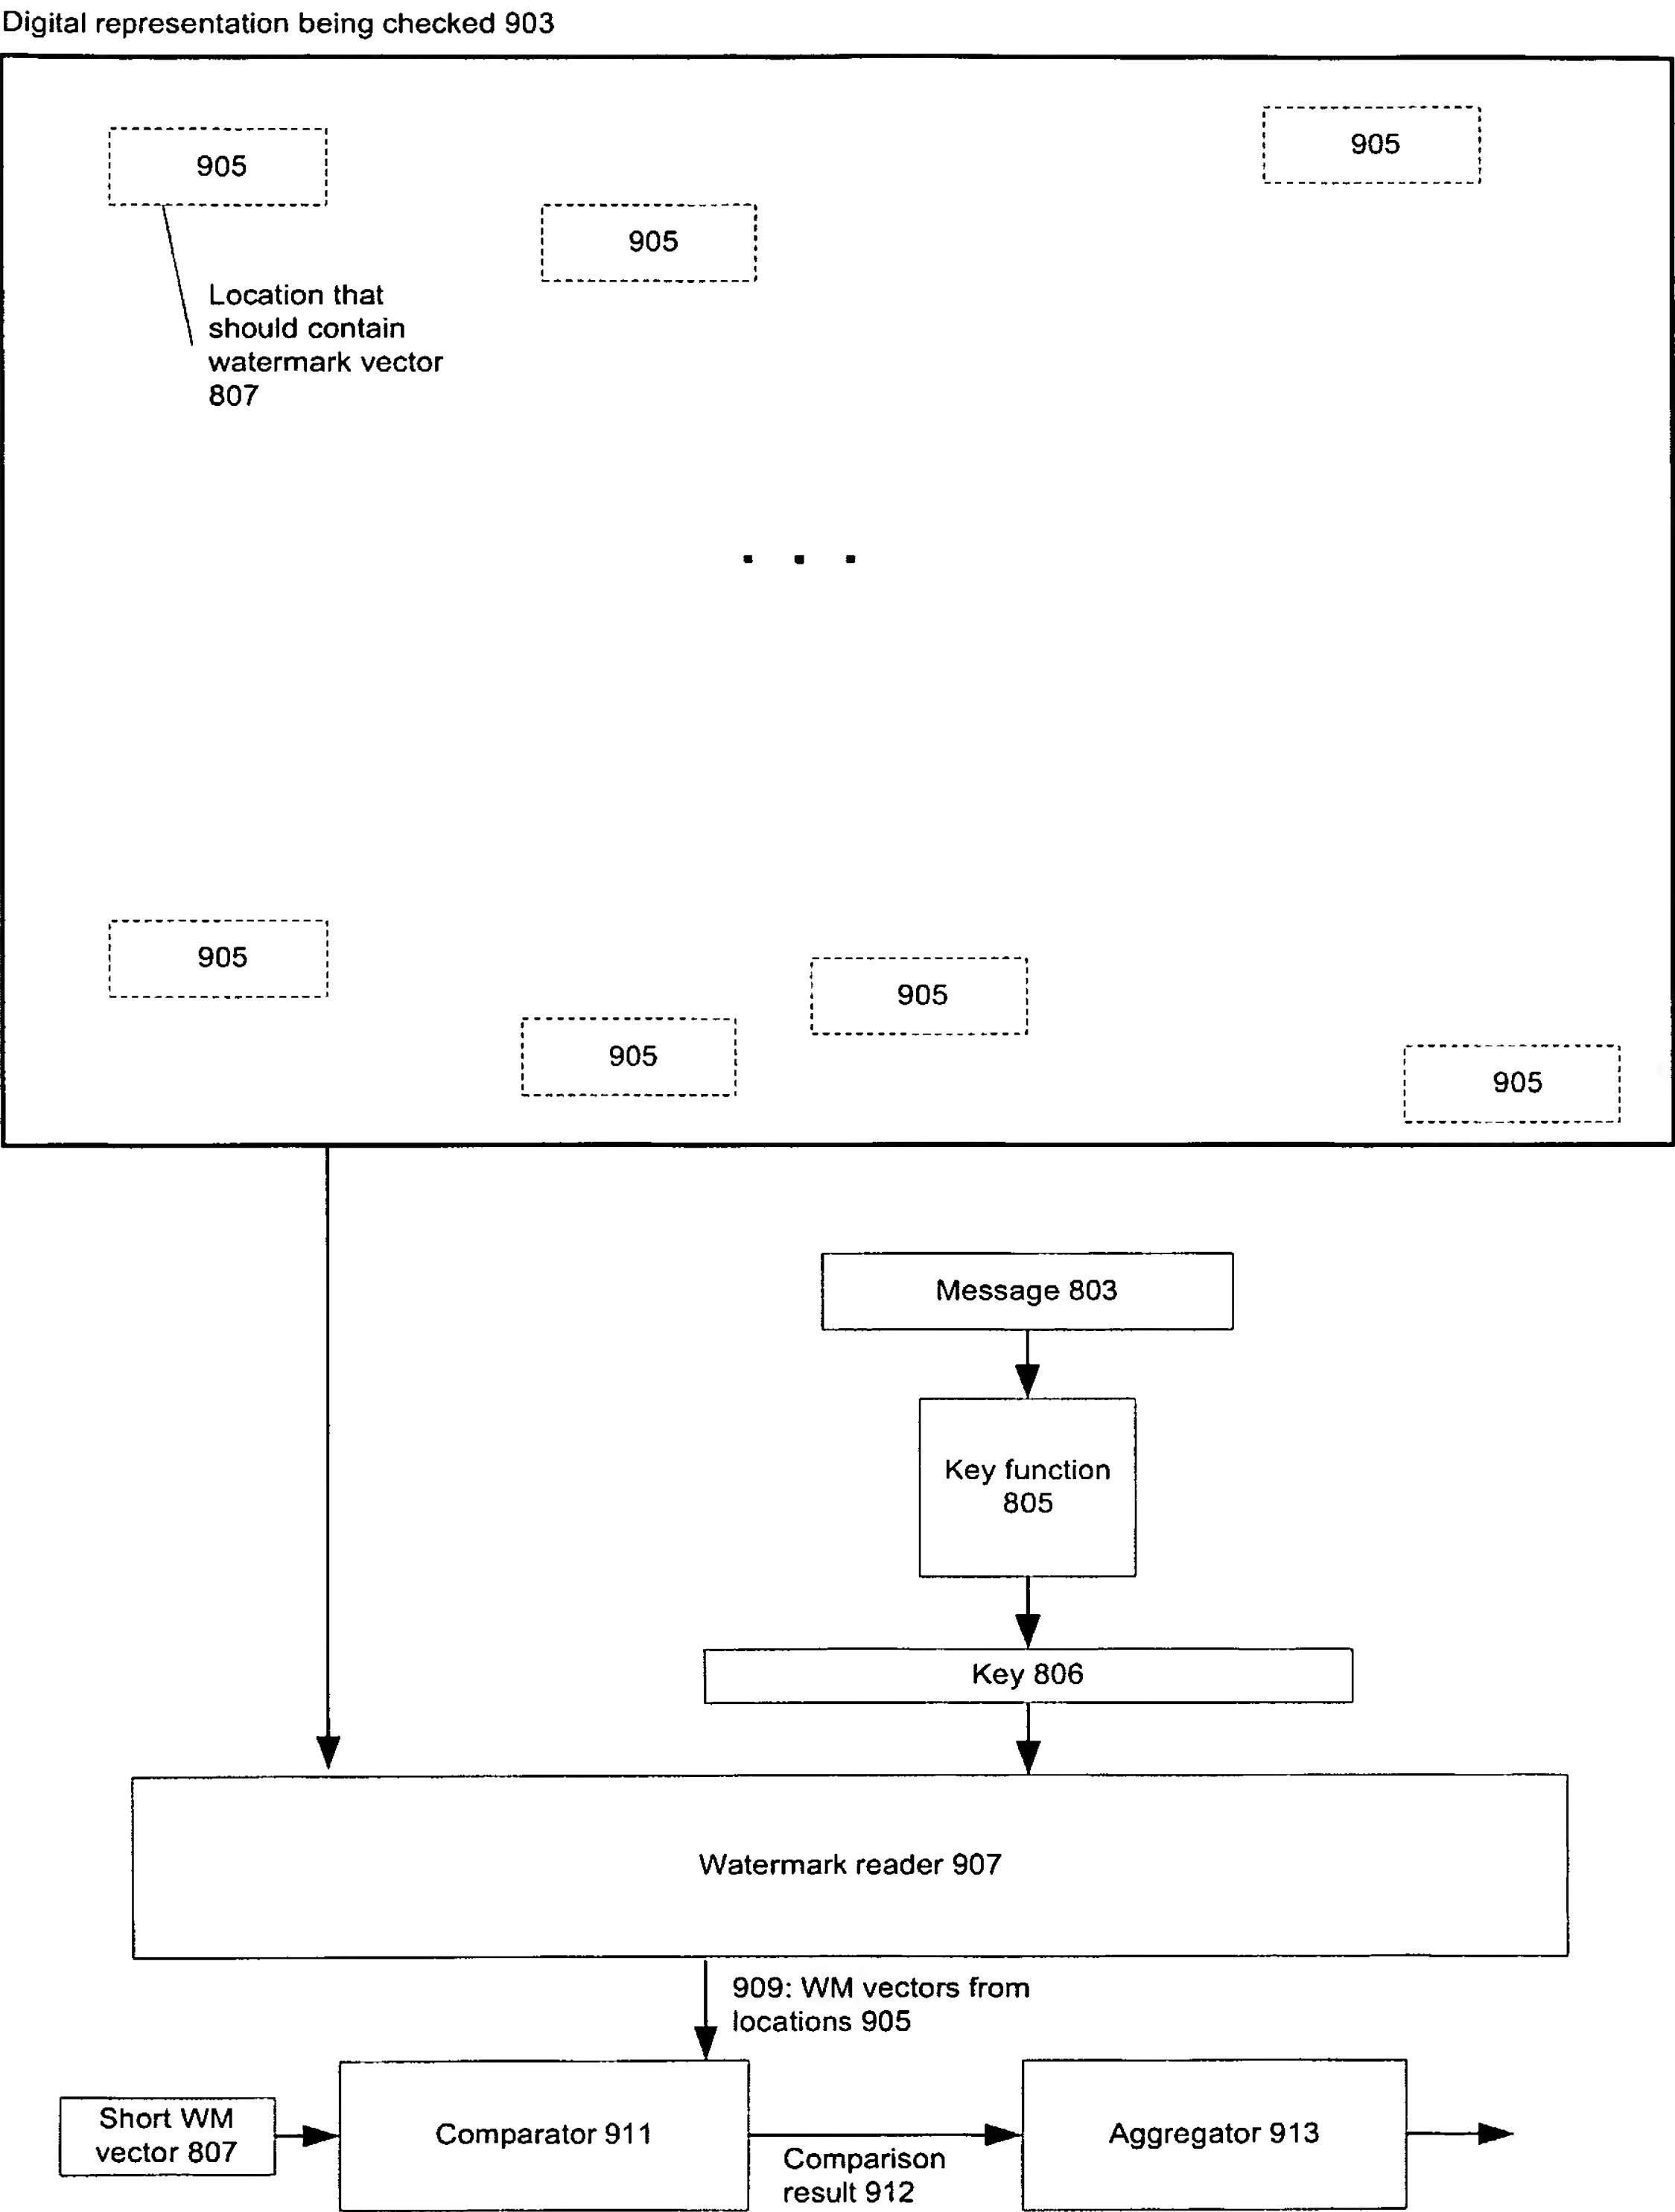 Digital representation being checked 903
905
905
905
Location that
should contain
watermark vector
807
. . .
905
905
905
905
Message 803
Key function
805
Key 806
Watermark reader 907
909: WM vectors from
locations 905
Short WM
vector 807
Comparator 911
Comparison
result 912
Aggregator 913